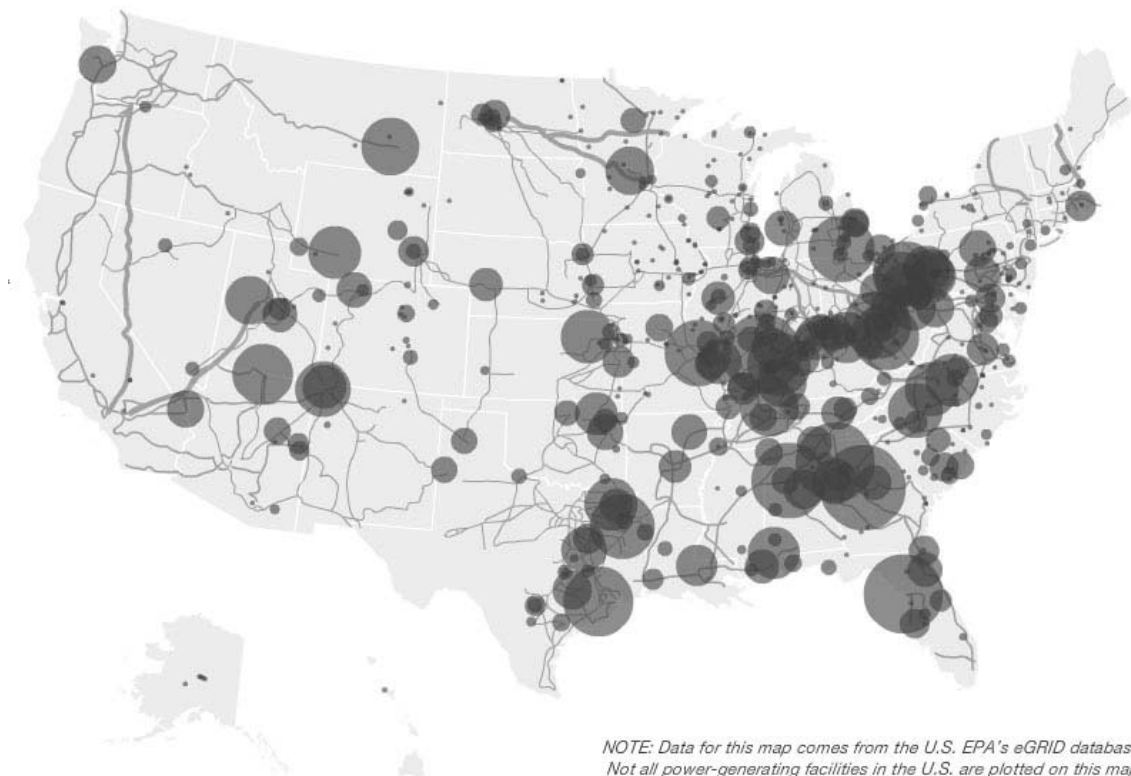 NOTE: Data for this map comes from the U.S. EPA's eGRID databas
Not all power-generating facilities in the U.S. are plotted on this ma